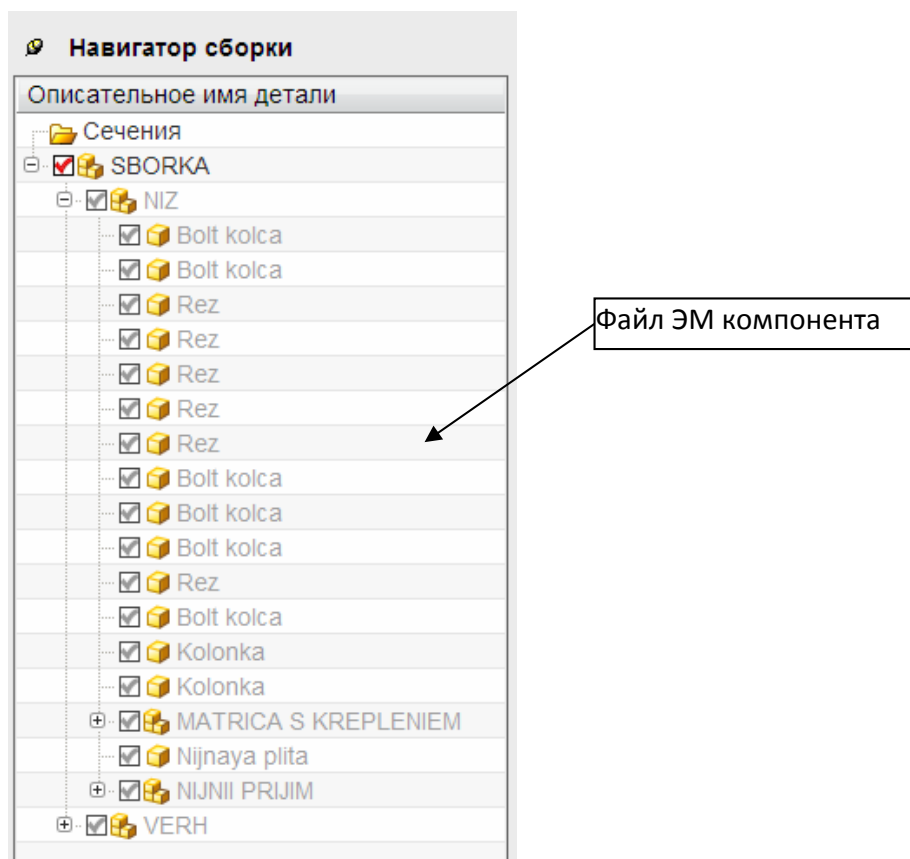 Навигатор сборки
Описательное имя детали
Сечения
SBORKA
NIZ
Bolt kolca
Bolt kolca
Rez
Rez
Rez
Rez
Rez
Bolt kolca
Bolt kolca
Bolt kolca
Rez
Bolt kolca
Kolonka
Kolonka
MATRICA S KREPLENIEM
Nijnaya plita
NIJNII PRIJIM
VERH
Файл ЭМ компонента